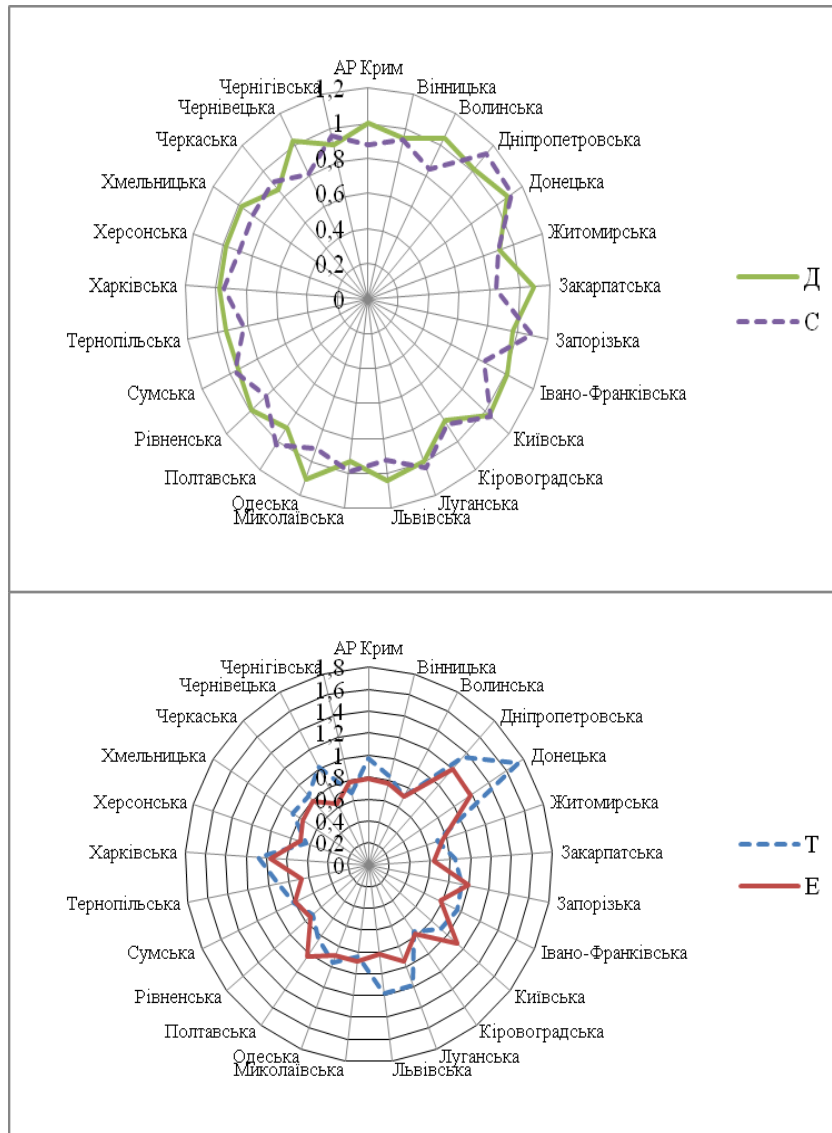 АР Крим
Чернігівська
Вінницька
Чернівецька
Волинська
Черкаська
Дніпропетровська
Хмельницька
Донецька
Херсонська
Житомирська
Харківська
Закарпатська
Тернопільська
Запорізька
Сумська
Івано-Франківська
Рівненська
Київська
Полтавська
Кіровоградська
Одеська
Луганська
Миколаївська
Львівська
1,2
1
0,8
0,6
0,4
0,2
0
Д
С
АР Крим
Чернігівська
Вінницька
Чернівецька
Волинська
Черкаська
Дніпропетровська
Хмельницька
Донецька
Херсонська
Житомирська
Харківська
Закарпатська
Тернопільська
Запорізька
Сумська
Івано-Франківська
Рівненська
Київська
Полтавська
Кіровоградська
Одеська
Луганська
Миколаївська
Львівська
1,8
1,6
1,4
1,2
1
0,8
0,6
0,4
0,2
0
Т
Е